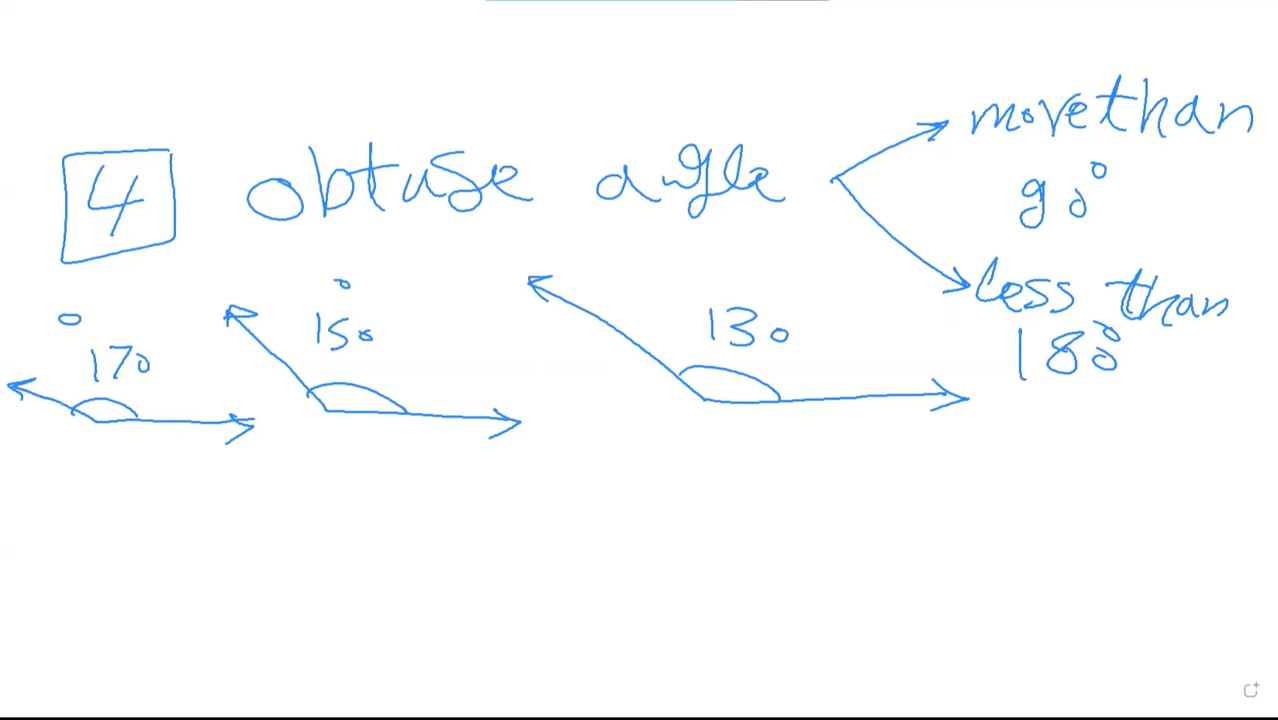 more than
90°
4 obtuse angle
less than
180°
170°
150°
130